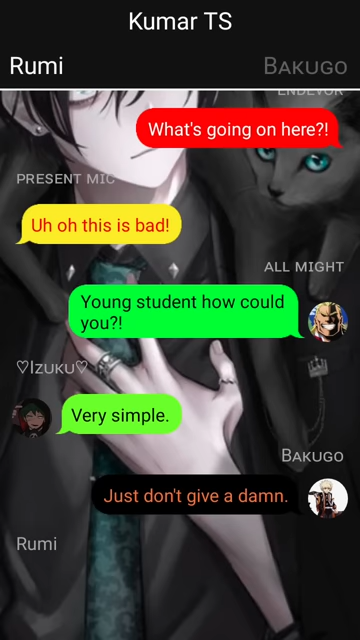 Kumar TS
Rumi
BAKUGO
ENDEVOR
What's going on here?!
PRESENT MIC
Uh oh this is bad!
ALL MIGHT
Young student how could
you?!
♡IZUKU♡
Very simple.
BAKUGO
Just don't give a damn.
Rumi